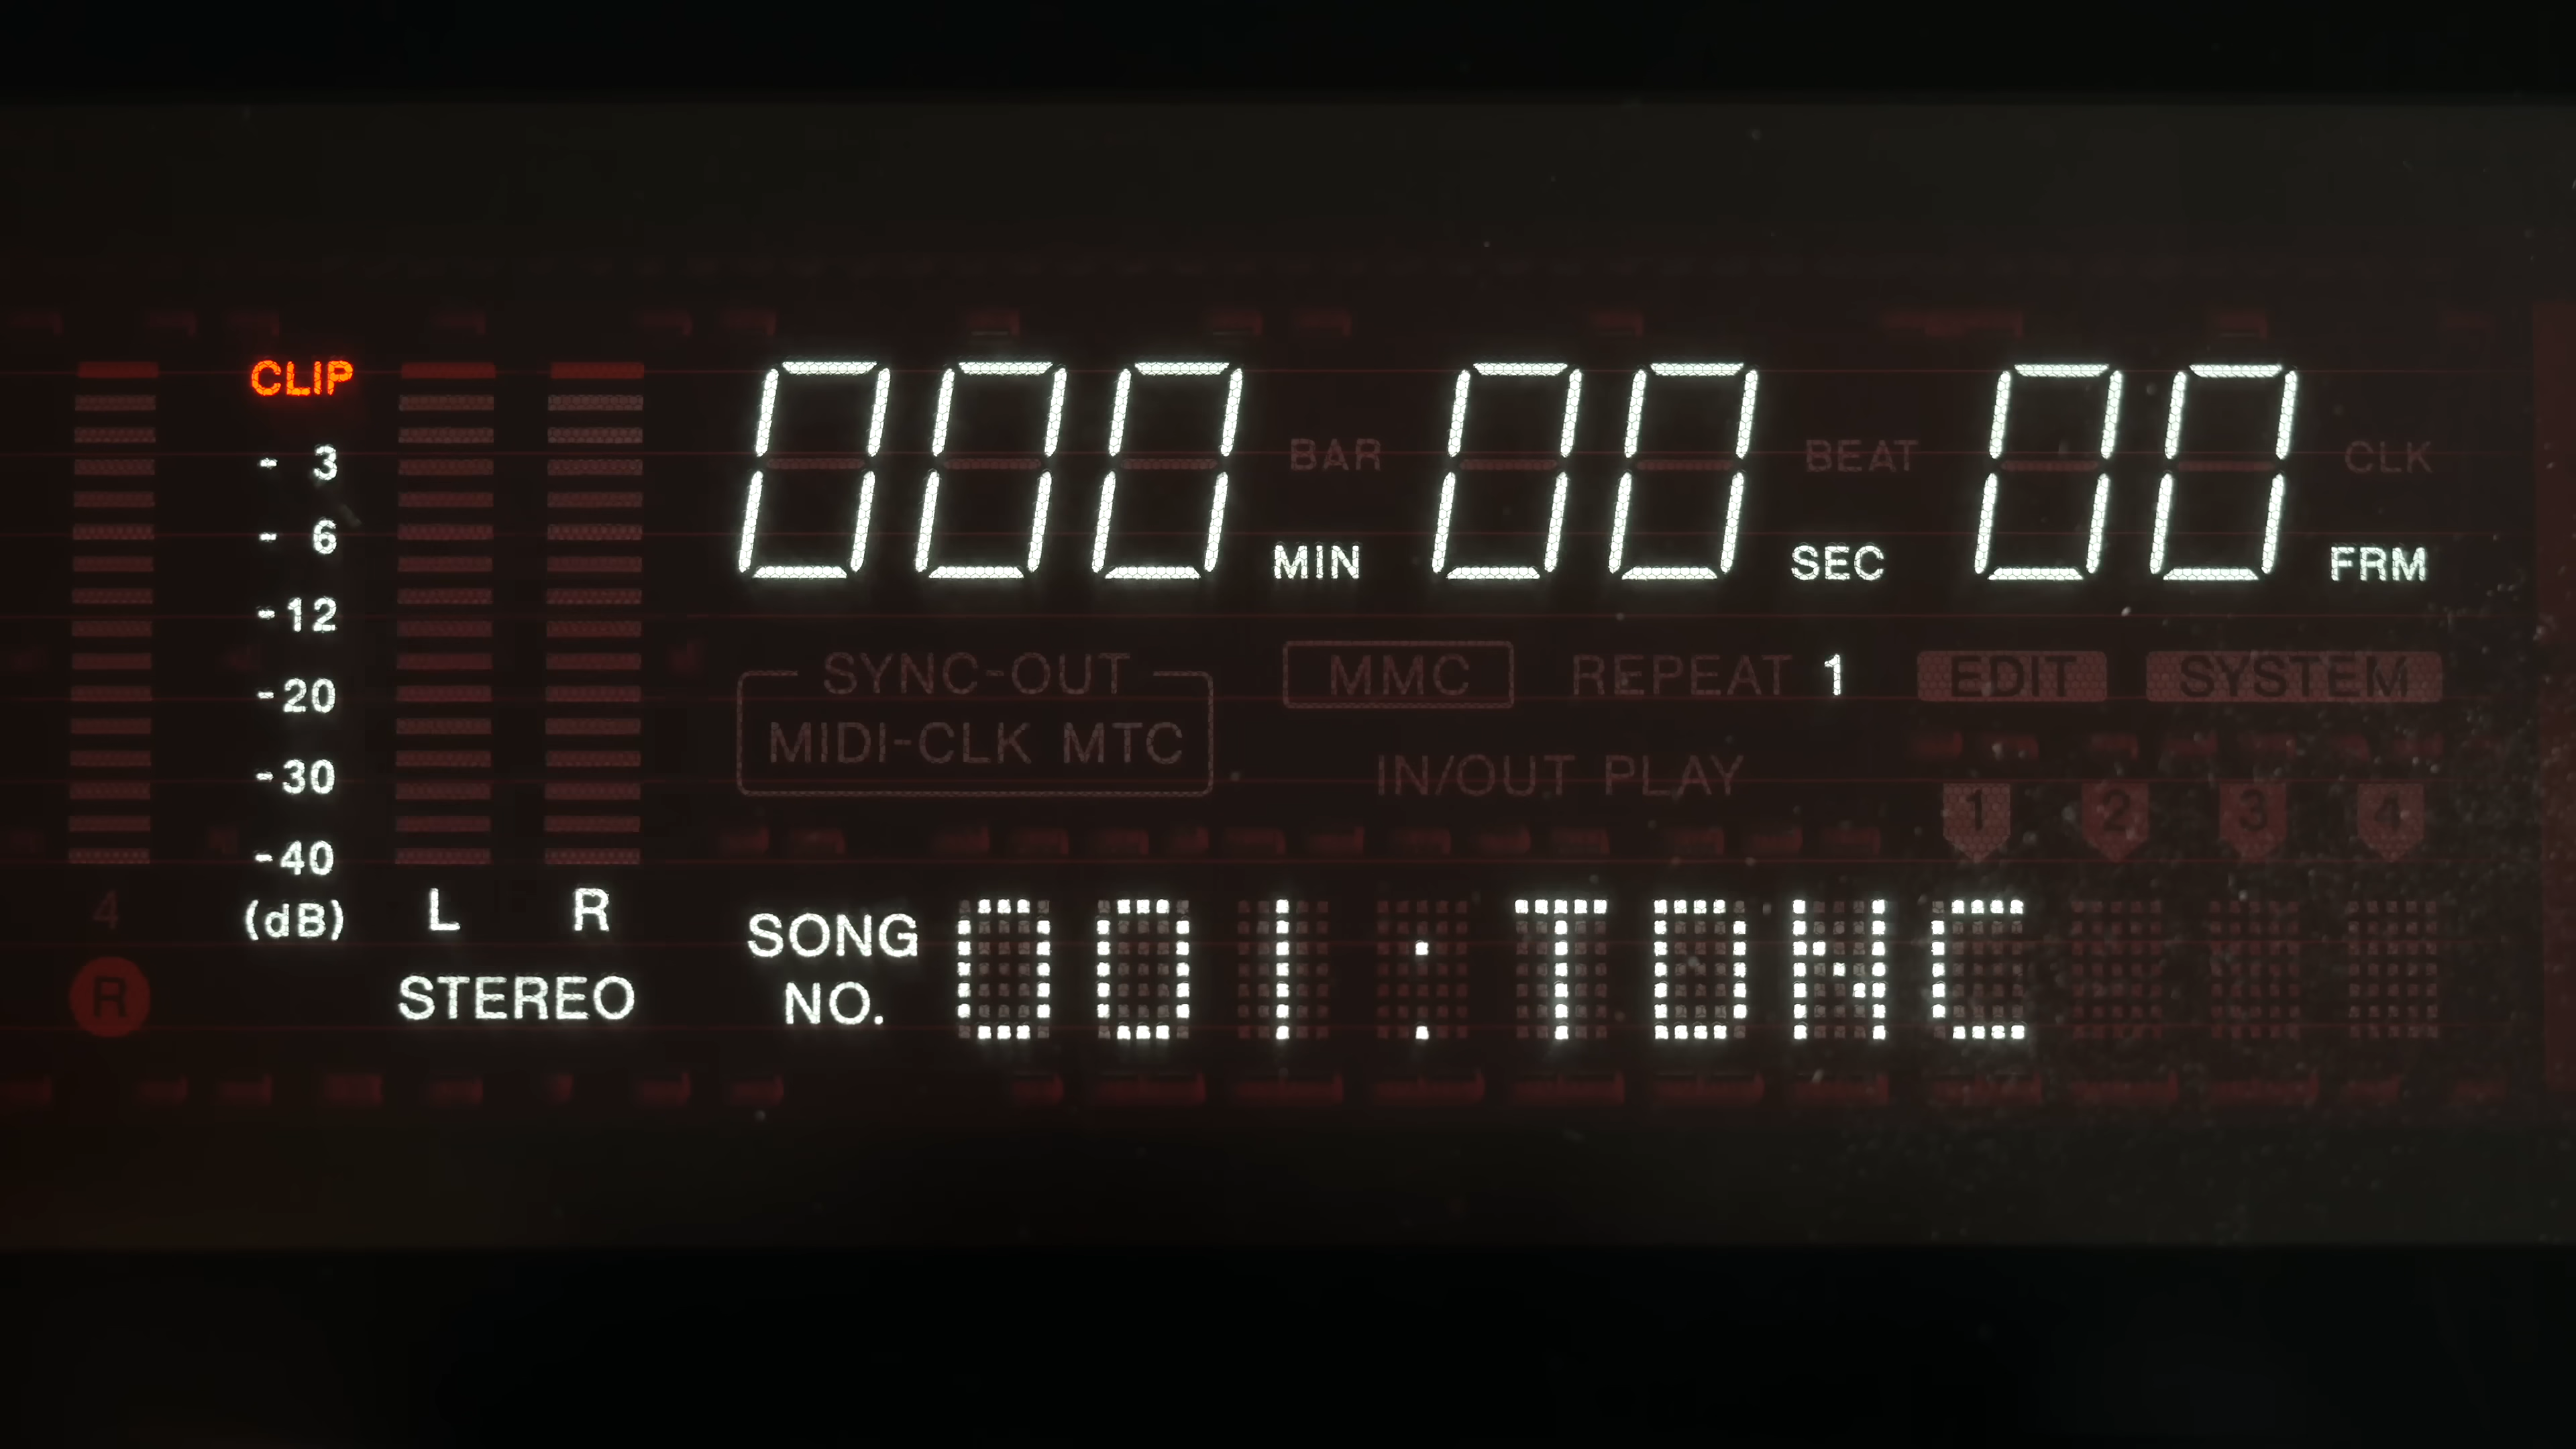 CLIP
- 3
- 6
-12
-20
-30
-40
(dB)
4
R
L R
STEREO
000 BAR MIN 00 BEAT SEC 00 CLK FRM
SYNC-OUT
MIDI-CLK MTC
MMC REPEAT 1 EDIT SYSTEM
IN/OUT PLAY
1 2 3 4
SONG NO. 001:TDNC